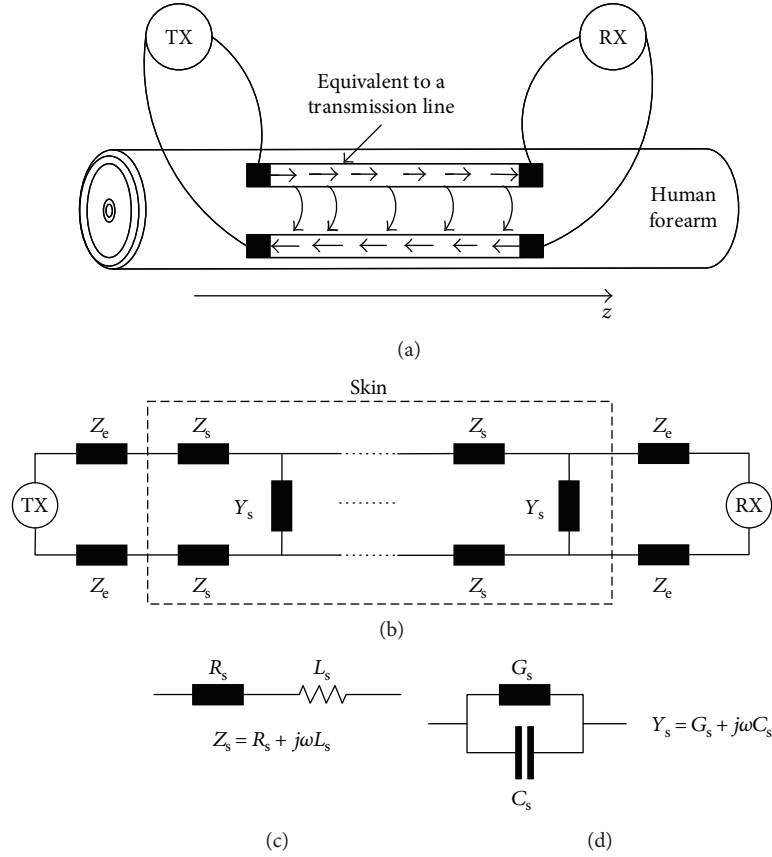 TX
RX
Equivalent to a
transmission line
Human
forearm
z
(a)
Skin
Zₑ
Zₛ
Zₛ
Zₑ
TX
Yₛ
Yₛ
RX
Zₑ
Zₛ
Zₛ
Zₑ
(b)
Rₛ
Lₛ
Zₛ = Rₛ + jωLₛ
(c)
Gₛ
Yₛ = Gₛ + jωCₛ
Cₛ
(d)